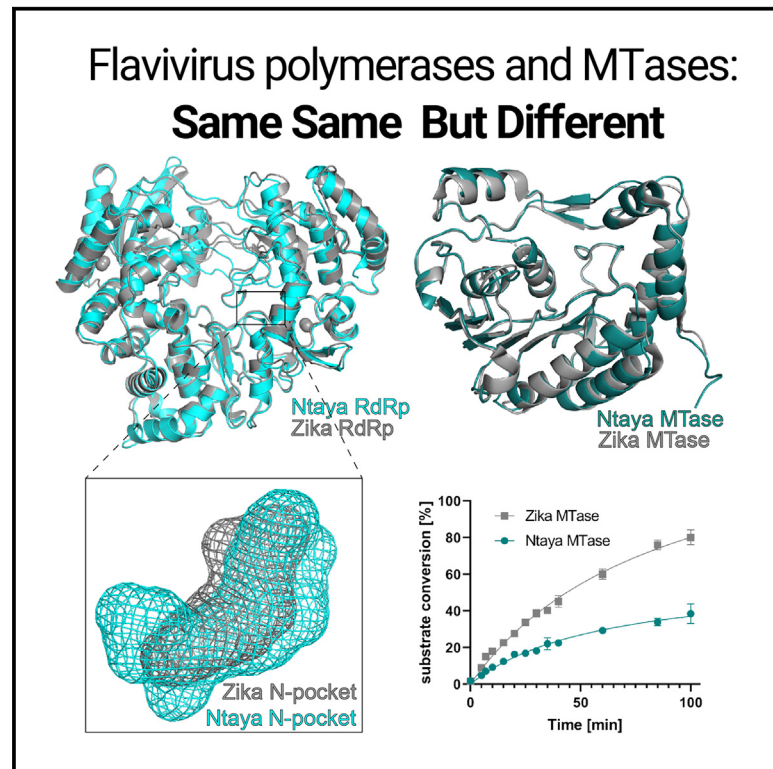 Flavivirus polymerases and MTases:
Same Same But Different
Ntaya RdRp
Zika RdRp
Ntaya MTase
Zika MTase
Zika N-pocket
Ntaya N-pocket
substrate conversion [%]
100
80
60
40
20
0
Zika MTase
Ntaya MTase
0
50
100
Time [min]